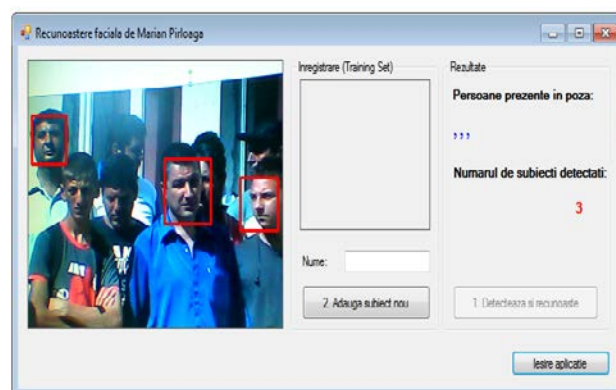 Recunoastere faciala de Marian Pirloaga
Inregistrare (Training Set)
Nume:
2. Adauga subiect nou
Rezultate
Persoane prezente in poza:
, , ,
Numarul de subiecti detectati:
3
1. Detecteaza si recunoaste
Iesire aplicatie